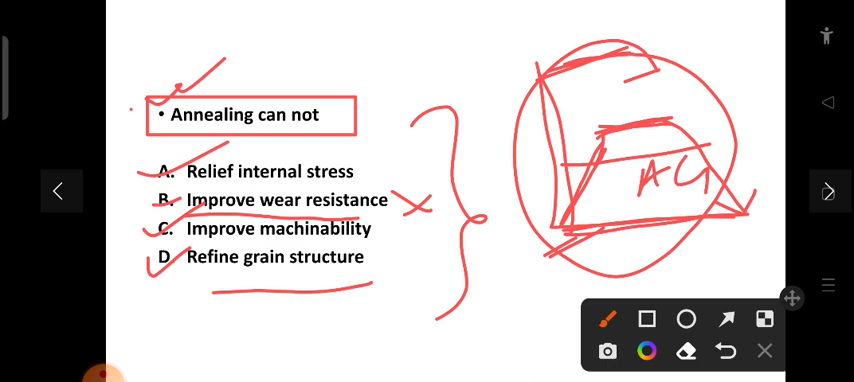 • Annealing can not
A. Relief internal stress
B. Improve wear resistance
C. Improve machinability
D. Refine grain structure